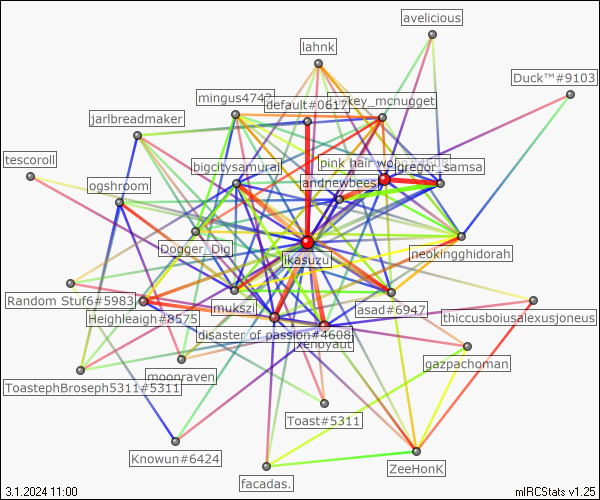 avelicious
lahnk
Duck™#9103
mingus4742
default#0617
key_mcnugget
jarlbreadmaker
pink hair
gregor_samsa
tescoroll
bigcitysamurai
ogshroom
andnewbees
Dogger_Dig
neokingghidorah
ikasuzu
Random Stuf6#5983
mukszi
asad#6947
Heighleaigh#8575
thiccusboiusalexusjoneus
disaster of passion#4608
xenoyaut
moonraven
gazpachoman
ToastephBroseph5311#5311
Toast#5311
Knowun#6424
ZeeHonK
facadas.
3.1.2024 11:00
mIRCStats v1.25